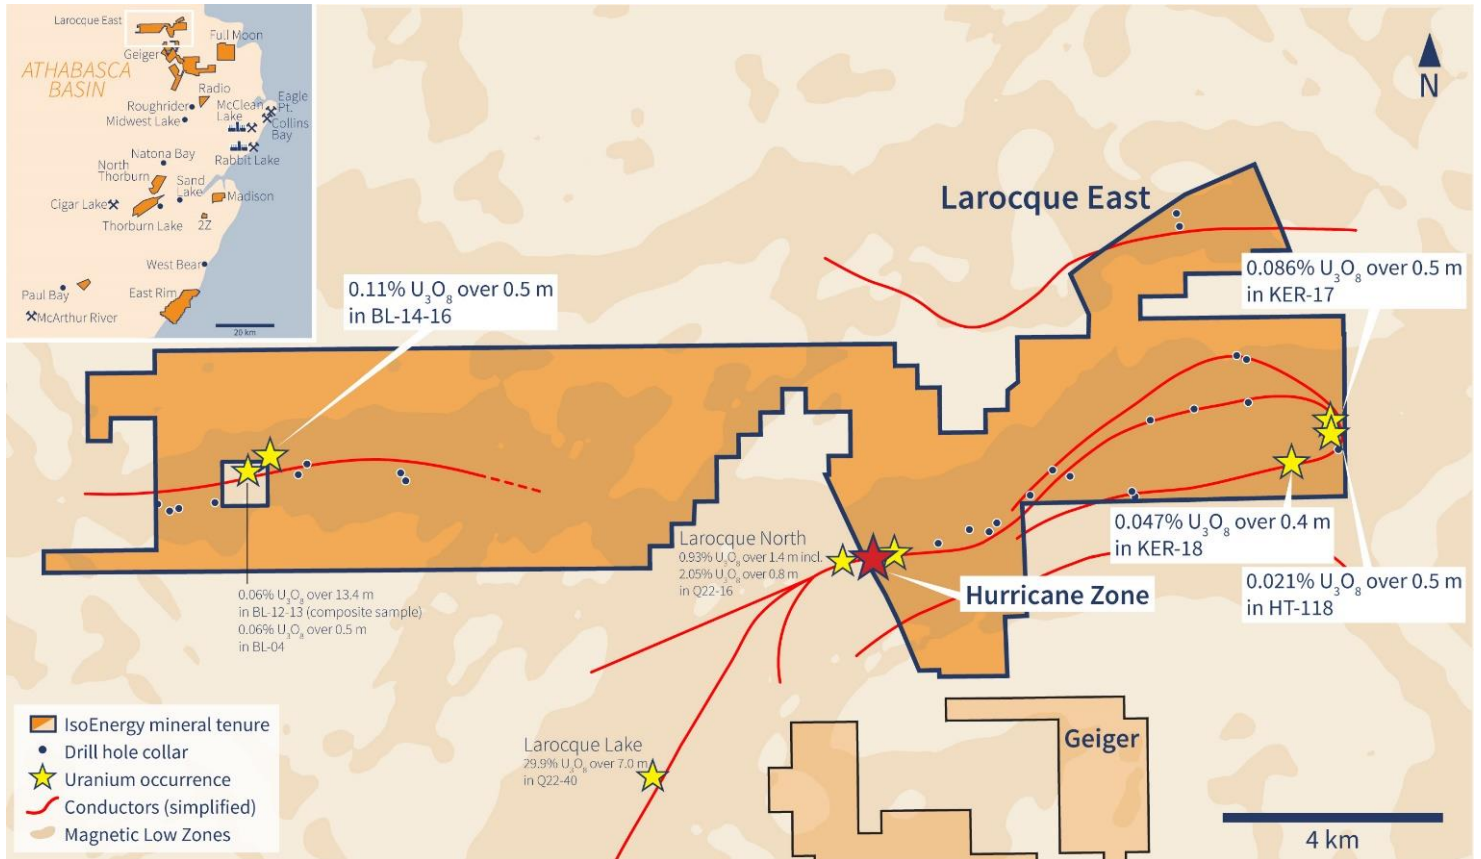 Larocque East
Full Moon
Geiger
ATHABASCA
BASIN
Radio
Roughrider
McClean
Lake
Eagle
Pt.
Midwest Lake
Collins
Bay
Rabbit Lake
Natona Bay
North
Thorburn
Sand
Lake
Madison
Cigar Lake
Thorburn Lake
2Z
West Bear
Paul Bay
East Rim
McArthur River
20 km
N
Larocque East
0.11% U3O8 over 0.5 m
in BL-14-16
0.086% U3O8 over 0.5 m
in KER-17
0.047% U3O8 over 0.4 m
in KER-18
0.021% U3O8 over 0.5 m
in HT-118
Larocque North
0.93% U3O8 over 1.4 m incl.
2.05% U3O8 over 0.8 m
in Q22-16
Hurricane Zone
0.06% U3O8 over 13.4 m
in BL-12-13 (composite sample)
0.06% U3O8 over 0.5 m
in BL-04
Larocque Lake
29.9% U3O8 over 7.0 m
in Q22-40
Geiger
IsoEnergy mineral tenure
Drill hole collar
Uranium occurrence
Conductors (simplified)
Magnetic Low Zones
4 km